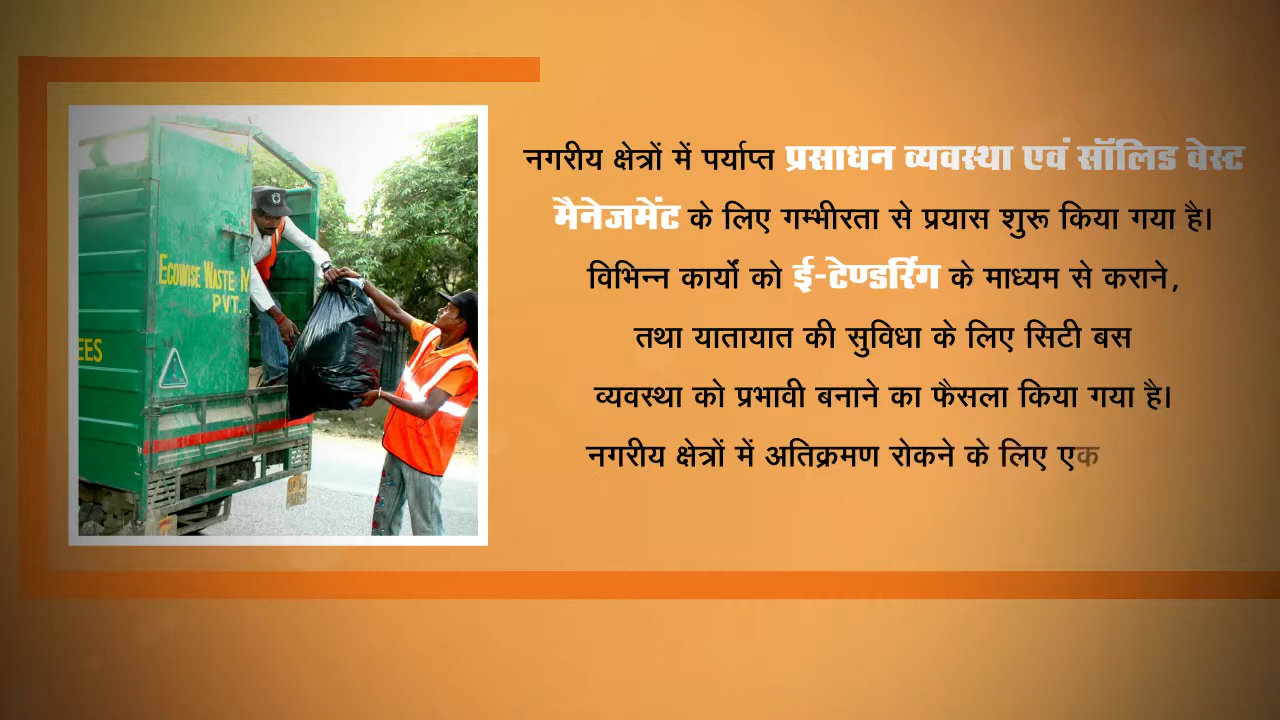 नगरीय क्षेत्रों में पर्याप्त प्रसाधन व्यवस्था एवं सॉलिड वेस्ट
मैनेजमेंट के लिए गम्भीरता से प्रयास शुरू किया गया है।
विभिन्न कार्यों को ई-टेण्डरिंग के माध्यम से कराने,
तथा यातायात की सुविधा के लिए सिटी बस
व्यवस्था को प्रभावी बनाने का फैसला किया गया है।
नगरीय क्षेत्रों में अतिक्रमण रोकने के लिए एक
ECOWISE WASTE M
PVT.
EES